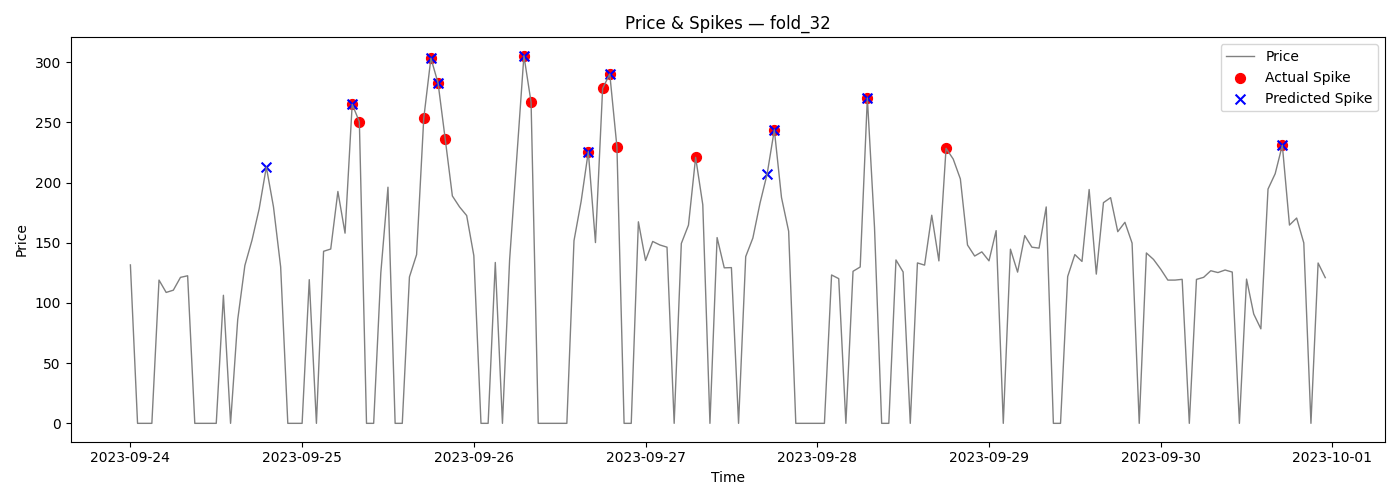 Price & Spikes — fold_32
Price
Actual Spike
Predicted Spike
300
250
200
150
100
50
0
Price
2023-09-24
2023-09-25
2023-09-26
2023-09-27
2023-09-28
2023-09-29
2023-09-30
2023-10-01
Time